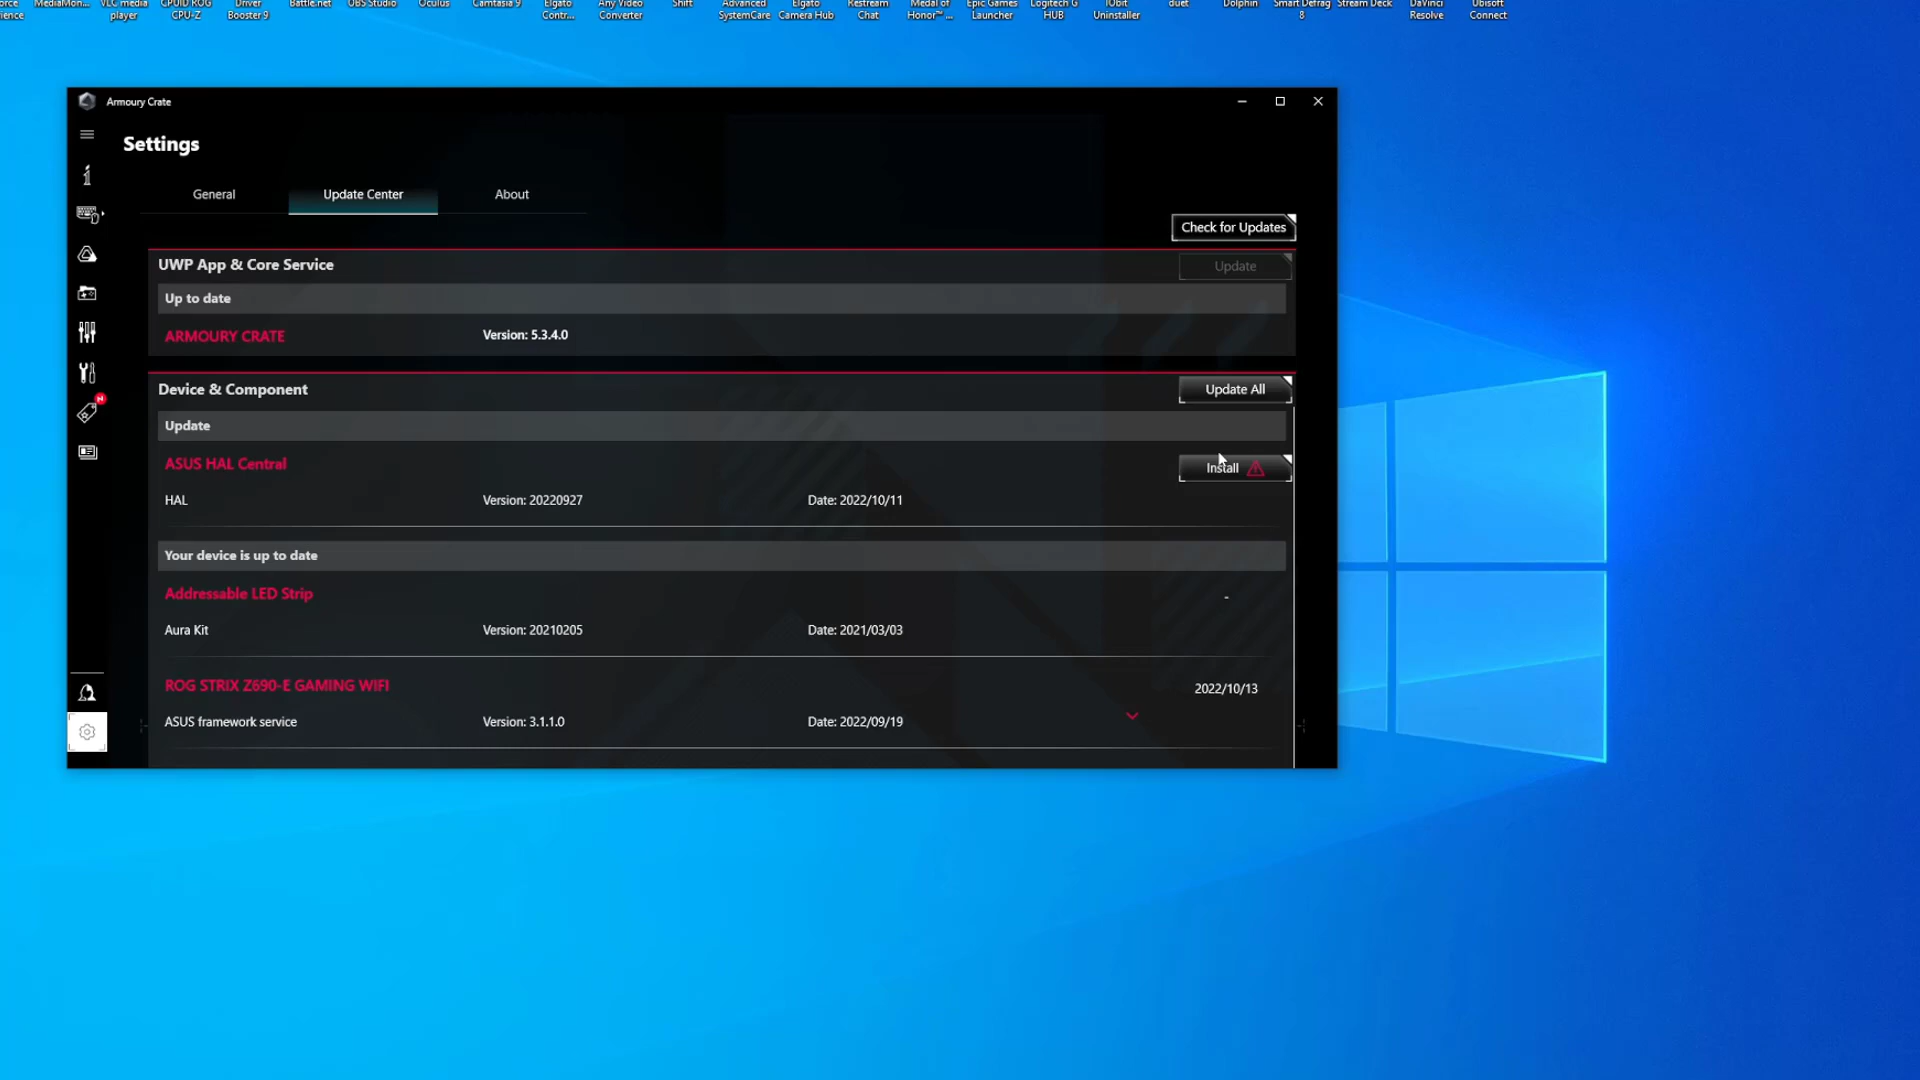 orce
ience
MediaMon...
VLC media
player
CPUID ROG
CPU-Z
Driver
Booster 9
Battle.net
OBS Studio
Oculus
Camtasia 9
Elgato
Contr...
Any Video
Converter
Shift
Advanced
SystemCare
Elgato
Camera Hub
Restream
Chat
Medal of
Honor™ ...
Epic Games
Launcher
Logitech G
HUB
IObit
Uninstaller
duet
Dolphin
Smart Defrag
8
Stream Deck
DaVinci
Resolve
Ubisoft
Connect
Armoury Crate
Settings
General
Update Center
About
Check for Updates
UWP App & Core Service
Update
Up to date
ARMOURY CRATE
Version: 5.3.4.0
Device & Component
Update All
Update
ASUS HAL Central
Install
HAL
Version: 20220927
Date: 2022/10/11
Your device is up to date
Addressable LED Strip
-
Aura Kit
Version: 20210205
Date: 2021/03/03
ROG STRIX Z690-E GAMING WIFI
2022/10/13
ASUS framework service
Version: 3.1.1.0
Date: 2022/09/19